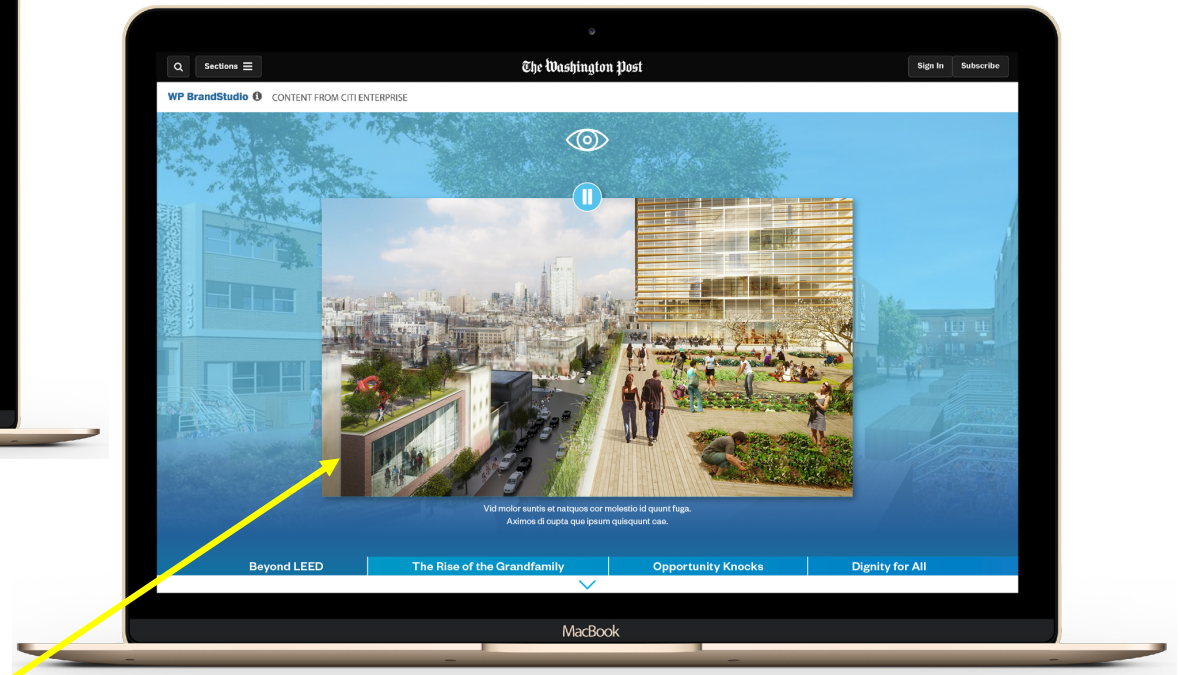 Sections
The Washington Post
Sign In Subscribe
WP BrandStudio CONTENT FROM CITI ENTERPRISE
Vid molor suntis et natquos cor molestio id quunt fuga.
Aximos di cupta que ipsum quisquunt cae.
Beyond LEED The Rise of the Grandfamily Opportunity Knocks Dignity for All
MacBook